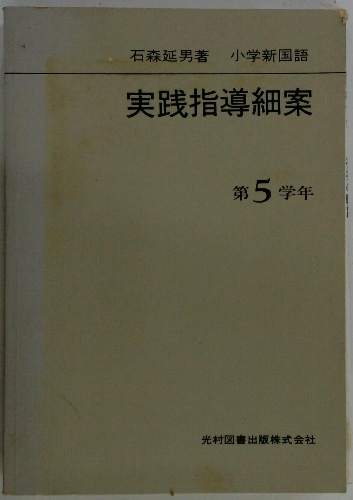 石森延男著 小学新国語
実践指導細案
第5学年
光村図書出版株式会社